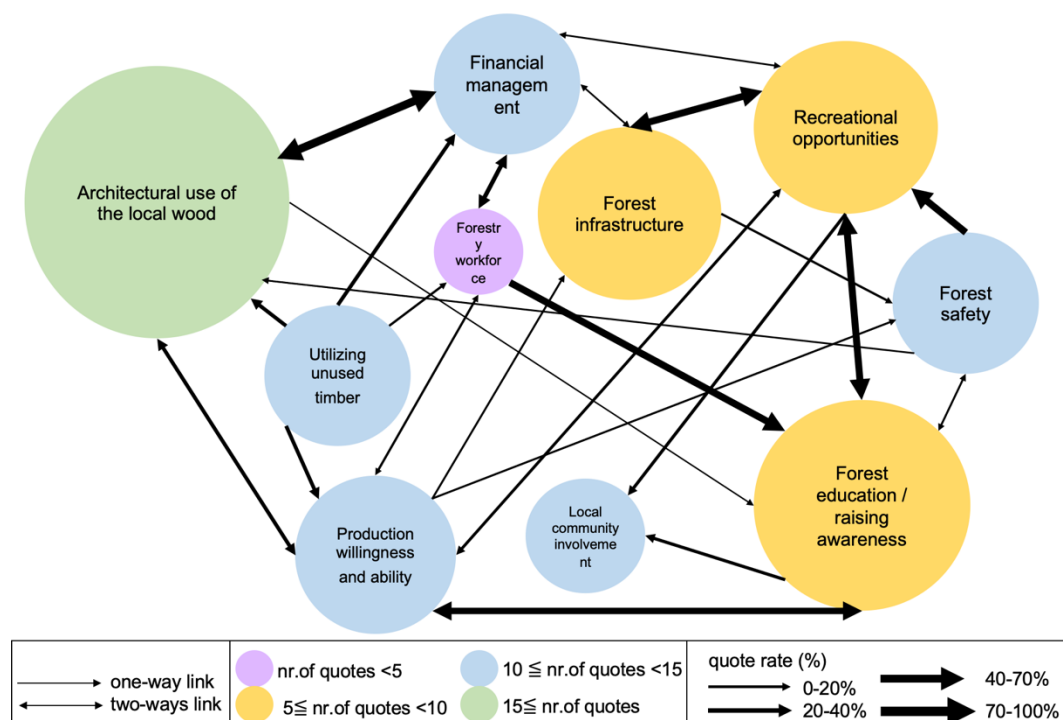 Financial
managem
ent
Recreational
opportunities
Architectural use of
the local wood
Forest
infrastructure
Forestr
y
workfor
ce
Forest
safety
Utilizing
unused
timber
Forest
education /
raising
awareness
Local
community
involveme
nt
Production
willingness
and ability
one-way link
two-ways link
nr.of quotes <5
5≦ nr.of quotes <10
10 ≦ nr.of quotes <15
15≦ nr.of quotes
quote rate (%)
0-20%
20-40%
40-70%
70-100%